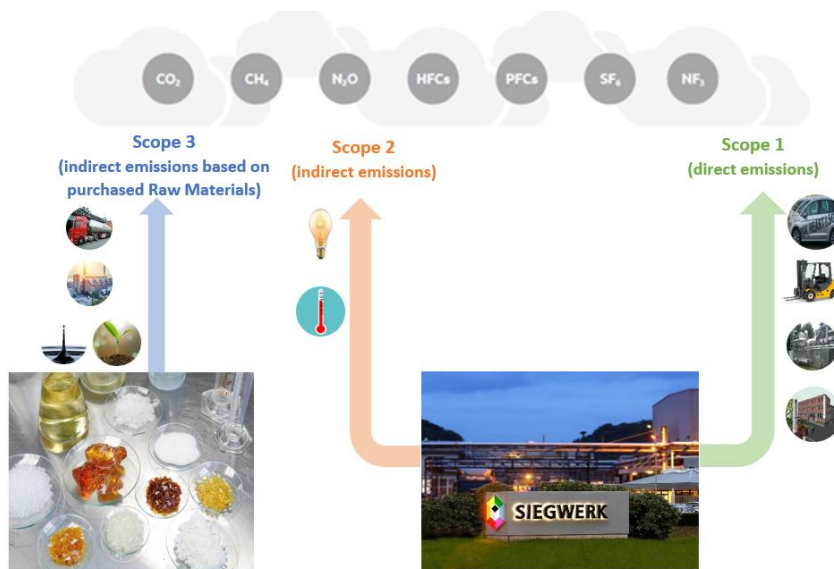 CO₂ CH₄ N₂O HFCs PFCs SF₆ NF₃
Scope 3
(indirect emissions based on
purchased Raw Materials)
Scope 2
(indirect emissions)
Scope 1
(direct emissions)
SIEGWERK